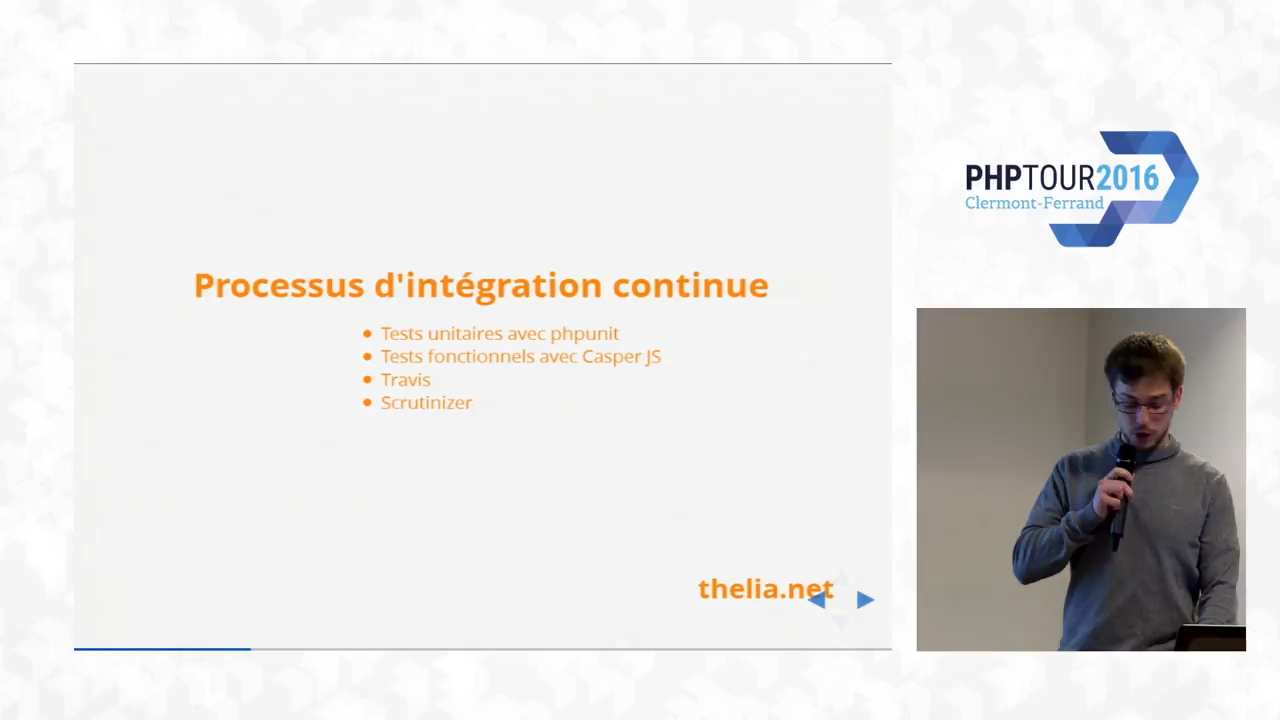 Processus d'intégration continue
Tests unitaires avec phpunit
Tests fonctionnels avec Casper JS
Travis
Scrutinizer
thelia.net
PHPTOUR2016
Clermont-Ferrand